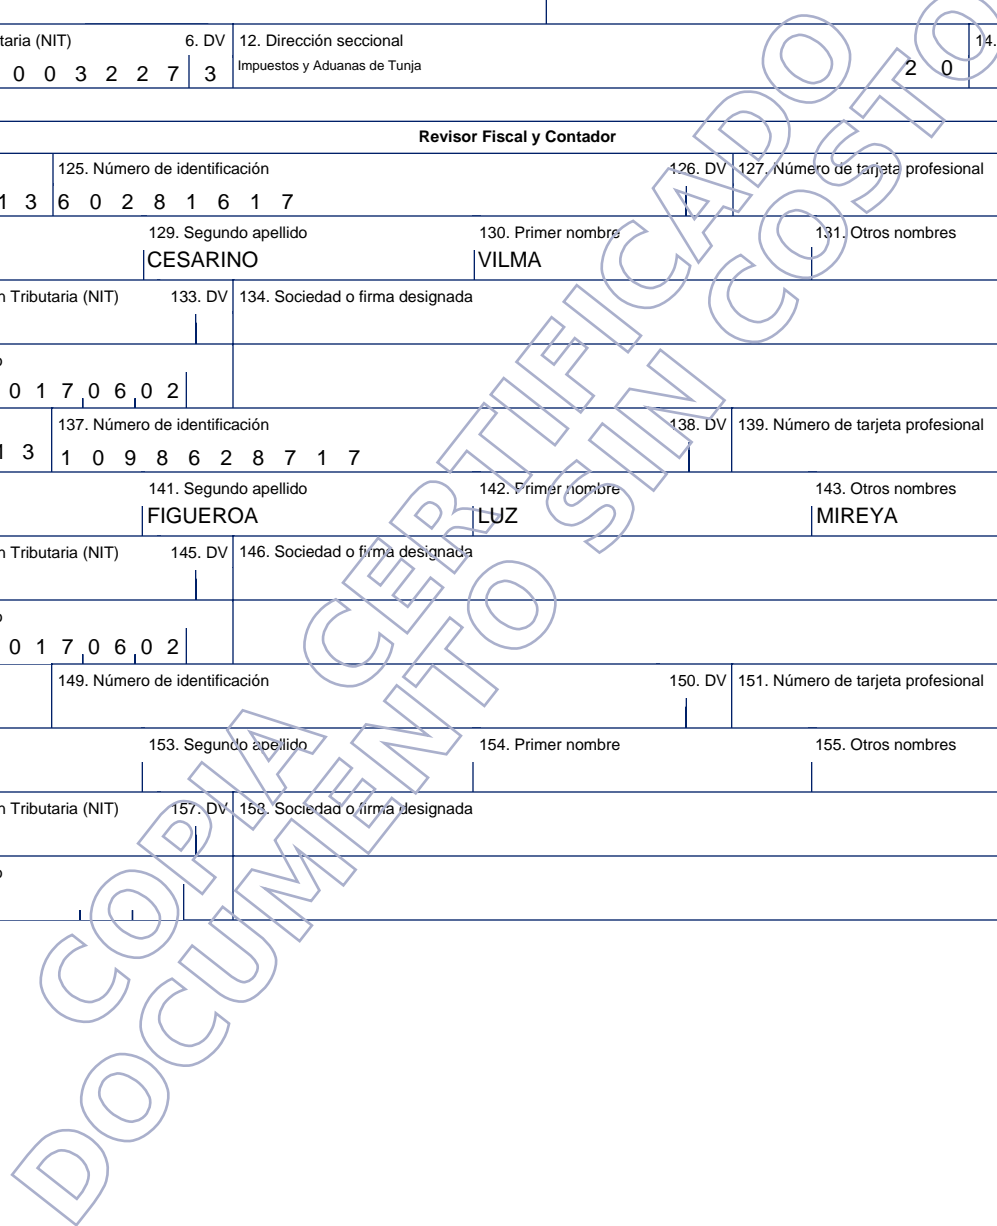 taria (NIT) 6. DV 12. Dirección seccional 14.
0 0 3 2 2 7 3 Impuestos y Aduanas de Tunja 2 0
Revisor Fiscal y Contador
125. Número de identificación 126. DV 127. Número de tarjeta profesional
1 3 6 0 2 8 1 6 1 7
129. Segundo apellido 130. Primer nombre 131. Otros nombres
CESARINO VILMA
n Tributaria (NIT) 133. DV 134. Sociedad o firma designada
o
0 1 7 0 6 0 2
137. Número de identificación 138. DV 139. Número de tarjeta profesional
1 3 1 0 9 8 6 2 8 7 1 7
141. Segundo apellido 142. Primer nombre 143. Otros nombres
FIGUEROA LUZ MIREYA
n Tributaria (NIT) 145. DV 146. Sociedad o firma designada
o
0 1 7 0 6 0 2
149. Número de identificación 150. DV 151. Número de tarjeta profesional
153. Segundo apellido 154. Primer nombre 155. Otros nombres
n Tributaria (NIT) 157. DV 158. Sociedad o firma designada
o
COPIA CERTIFICADO
DOCUMENTO SIN COSTO